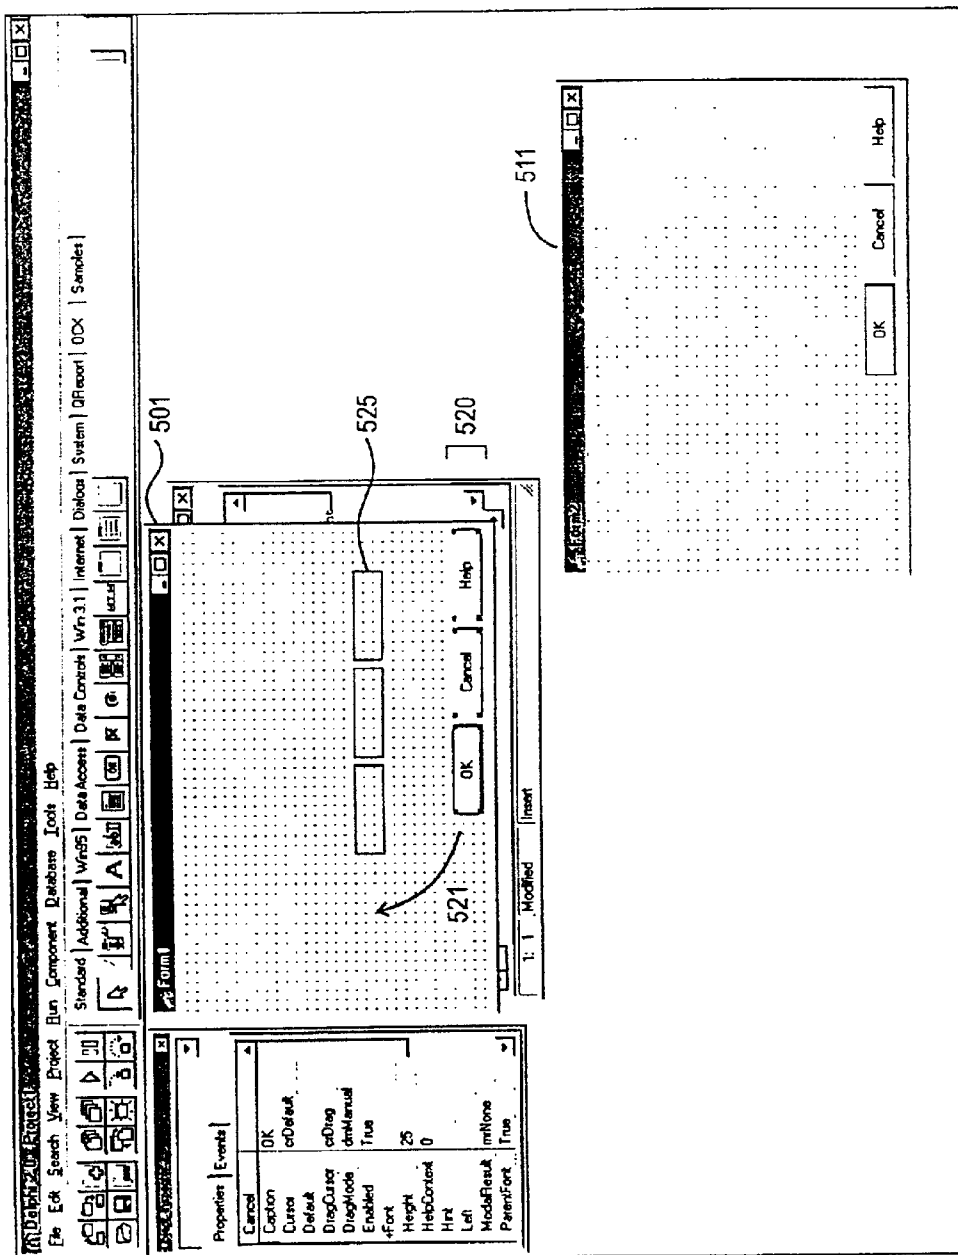 Delphi 2.0
File Edit Search View Project Run Component Database Tools Help
Standard Additional Win95 Data Access Data Controls Win 3.1 Internet Dialogs System QReport OCX Samples
501
Form1
525
520
OK Cancel Help
521
1: 1 Modified Insert
Properties Events
Cancel
Caption OK
Cursor crDefault
Default
DragCursor crDrag
DragMode dmManual
Enabled True
+Font
Height 25
HelpContext 0
Hint
Left
ModalResult mrNone
ParentFont True
511
Form2
OK Cancel Help